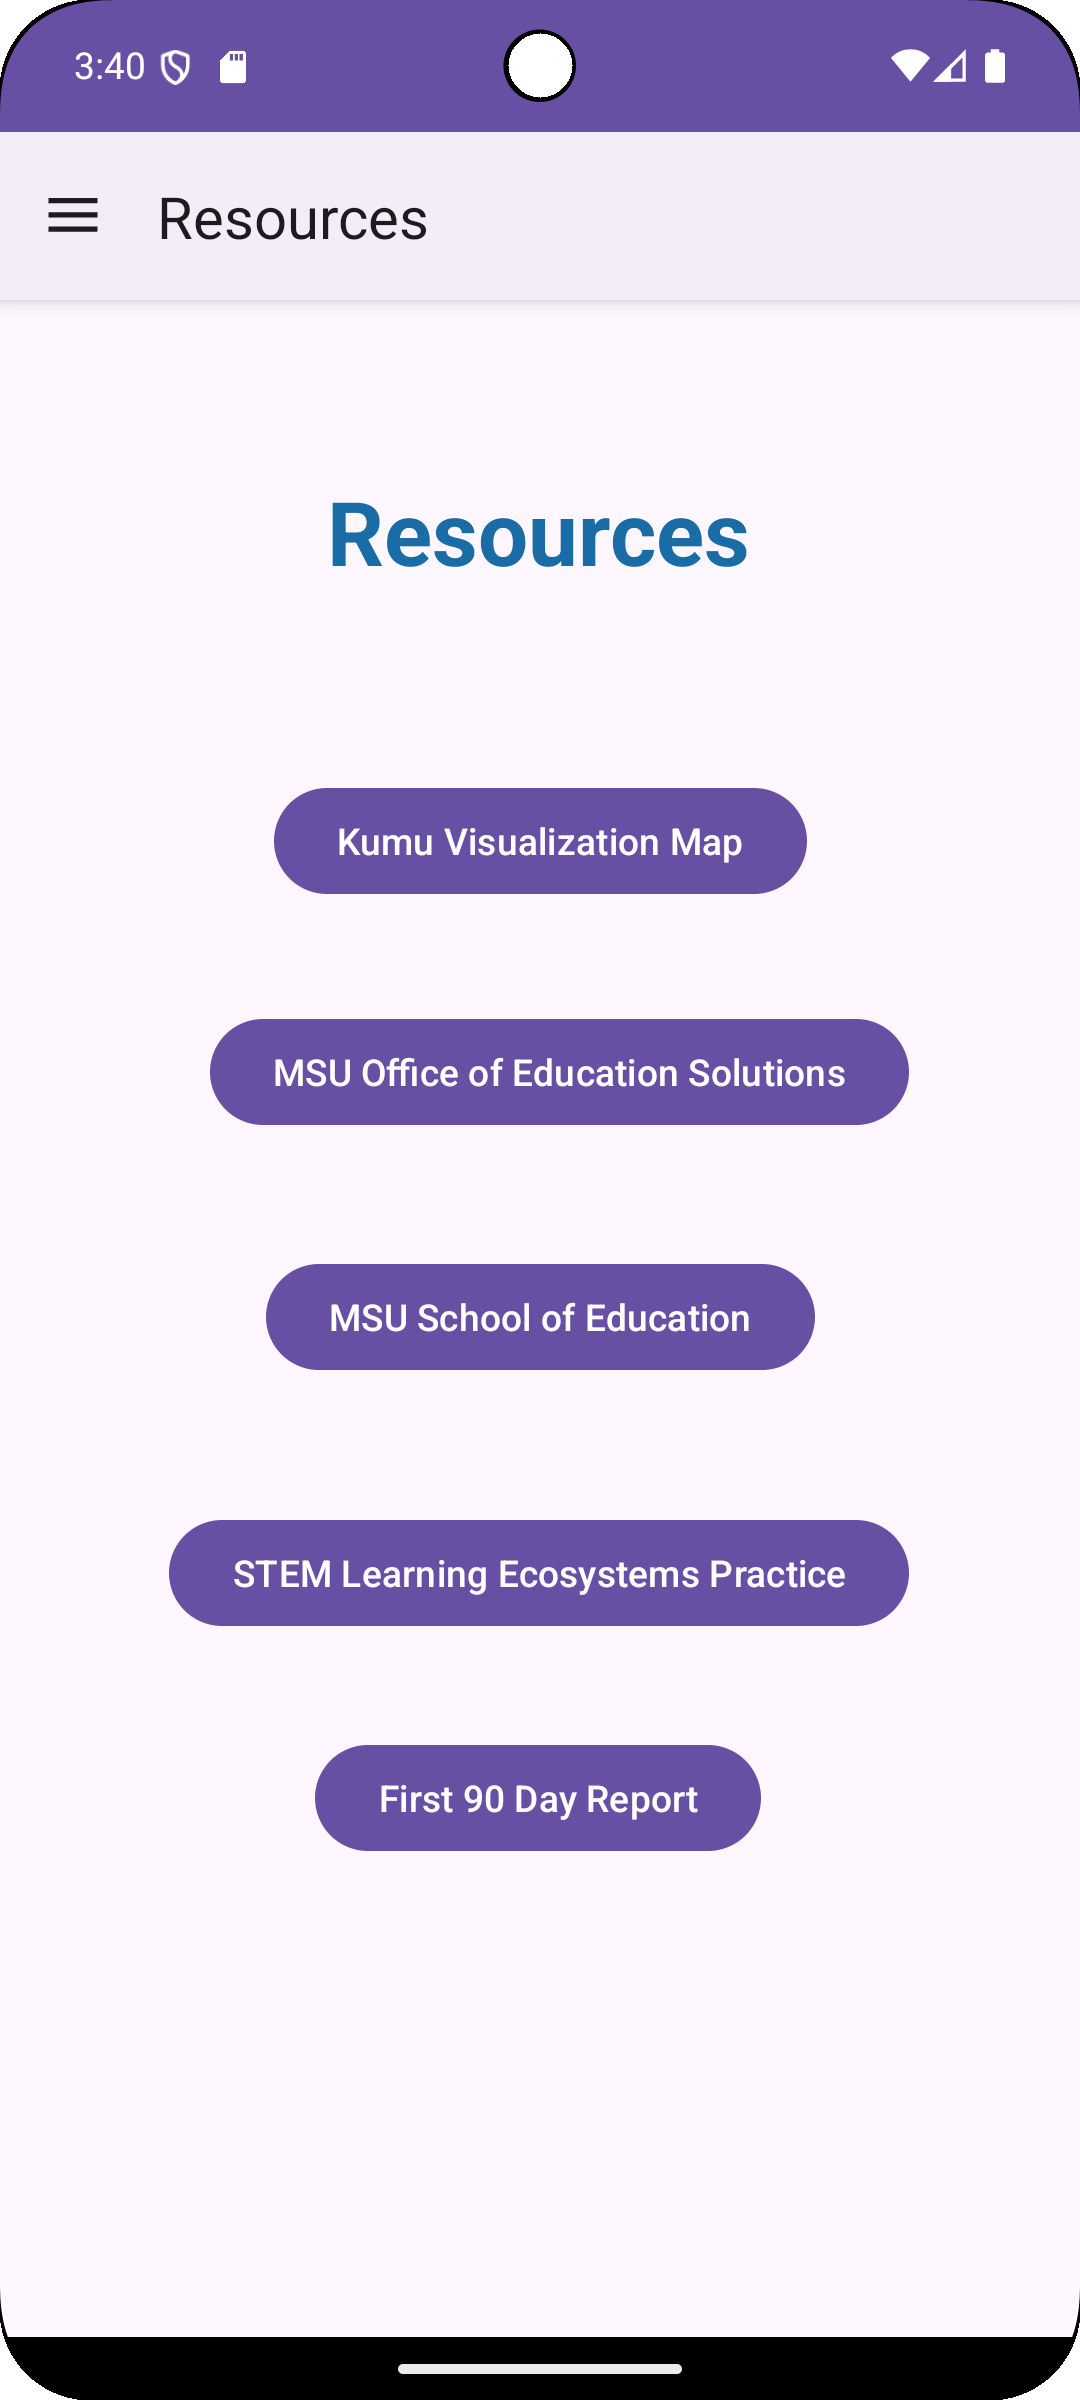 3:40
Resources
Resources
Kumu Visualization Map
MSU Office of Education Solutions
MSU School of Education
STEM Learning Ecosystems Practice
First 90 Day Report